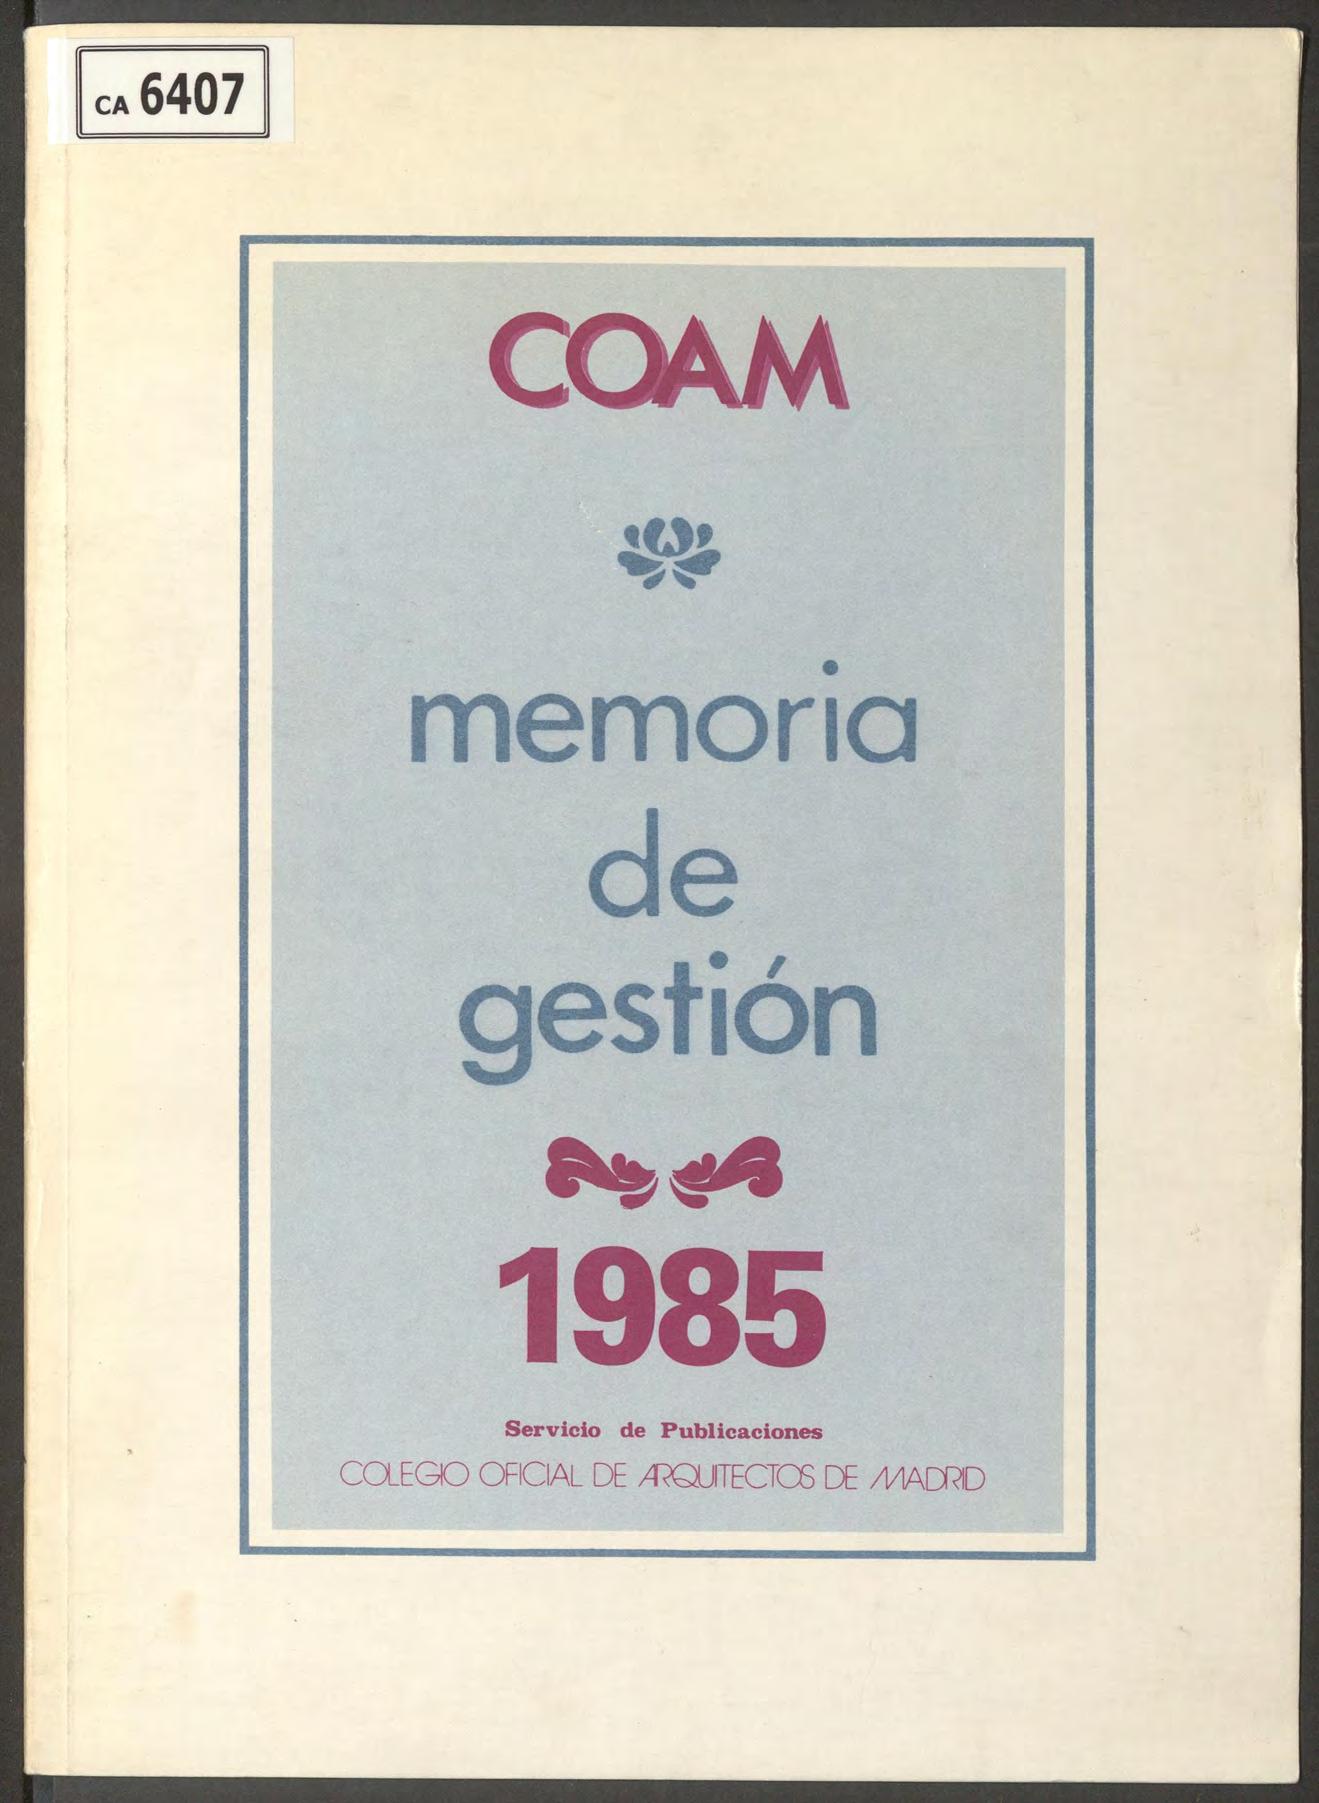 CA 6407
COAM
memoria
de
gestión
1985
Servicio de Publicaciones
COLEGIO OFICIAL DE ARQUITECTOS DE MADRID